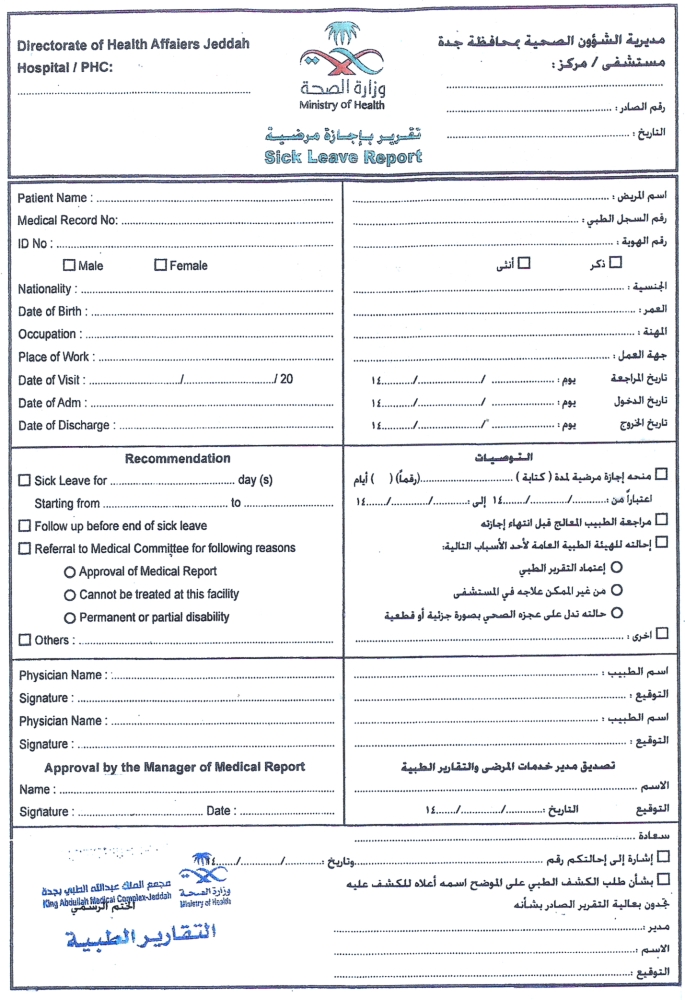 Directorate of Health Affaiers Jeddah
Hospital / PHC:
وزارة الصحة
Ministry of Health
مديرية الشؤون الصحية بمحافظة جدة
مستشفى / مركز :
رقم الصادر :
التاريخ :
تقرير بإجازة مرضية
Sick Leave Report
Patient Name :
اسم المريض :
Medical Record No:
رقم السجل الطبي :
ID No :
رقم الهوية :
Male Female
ذكر أنثى
Nationality :
الجنسية :
Date of Birth :
العمر :
Occupation :
المهنة :
Place of Work :
جهة العمل :
Date of Visit : / / 20
تاريخ المراجعة يوم : / / ١٤
Date of Adm :
تاريخ الدخول يوم : / / ١٤
Date of Discharge :
تاريخ الخروج يوم : / / ١٤
Recommendation
التوصيات
Sick Leave for day (s)
منحه إجازة مرضية لمدة ( كتابة ) (رقماً) ( ) أيام
Starting from to
اعتباراً من : / / ١٤ إلى : / / ١٤
Follow up before end of sick leave
مراجعة الطبيب المعالج قبل انتهاء إجازته
Referral to Medical Committee for following reasons
إحالته للهيئة الطبية العامة لأحد الأسباب التالية:
Approval of Medical Report
إعتماد التقرير الطبي
Cannot be treated at this facility
من غير الممكن علاجه في المستشفى
Permanent or partial disability
حالته تدل على عجزه الصحي بصورة جزئية أو قطعية
Others :
اخرى :
Physician Name :
اسم الطبيب :
Signature :
التوقيع :
Physician Name :
اسم الطبيب :
Signature :
التوقيع :
Approval by the Manager of Medical Report
تصديق مدير خدمات المرضى والتقارير الطبية
Name :
الاسم
Signature : Date :
التوقيع التاريخ : / / ١٤
سعادة
إشارة إلى إحالتكم رقم وتاريخ : / / ١٤
بشأن طلب الكشف الطبي على الموضح اسمه أعلاه للكشف عليه
تجدون بعالية التقرير الصادر بشأنه
مدير :
الاسم :
التوقيع :
مجمع الملك عبدالله الطبي بجدة
King Abdullah Medical Complex-Jeddah
الختم الرسمي
وزارة الصحة
Ministry of Health
التقارير الطبية